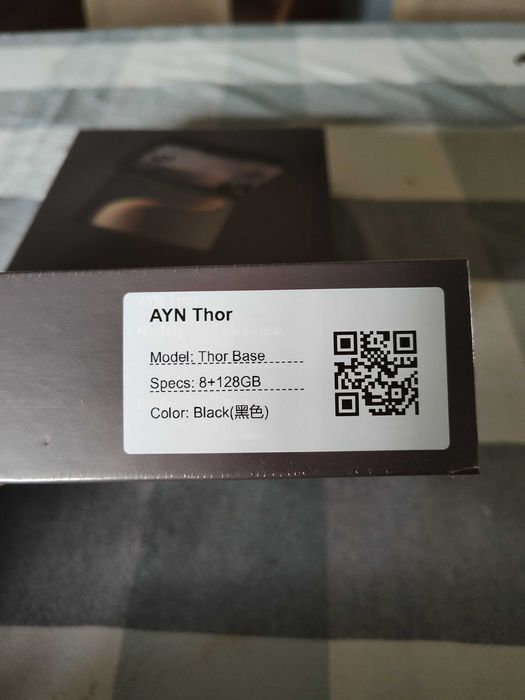 AYN Thor
Model: Thor Base
Specs: 8+128GB
Color: Black(黑色)